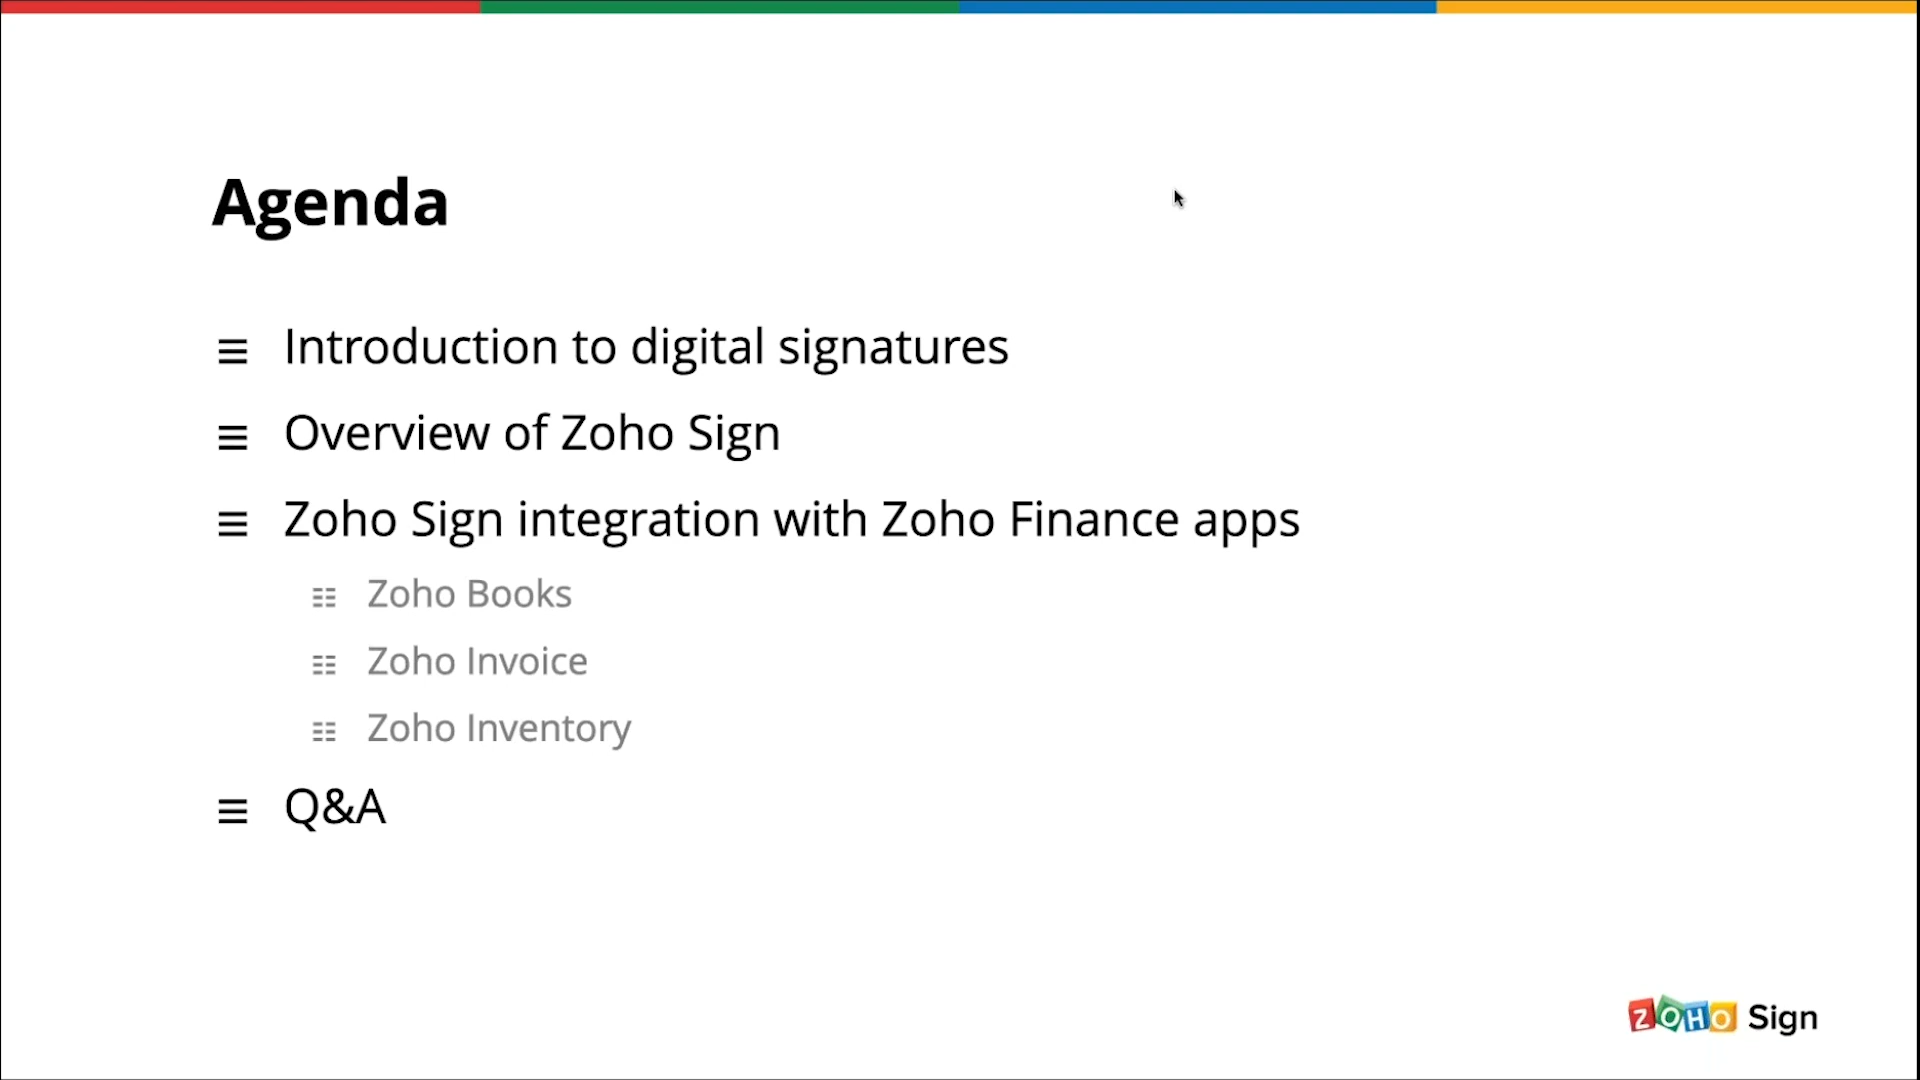 Agenda
Introduction to digital signatures
Overview of Zoho Sign
Zoho Sign integration with Zoho Finance apps
Zoho Books
Zoho Invoice
Zoho Inventory
Q&A
ZOHO Sign